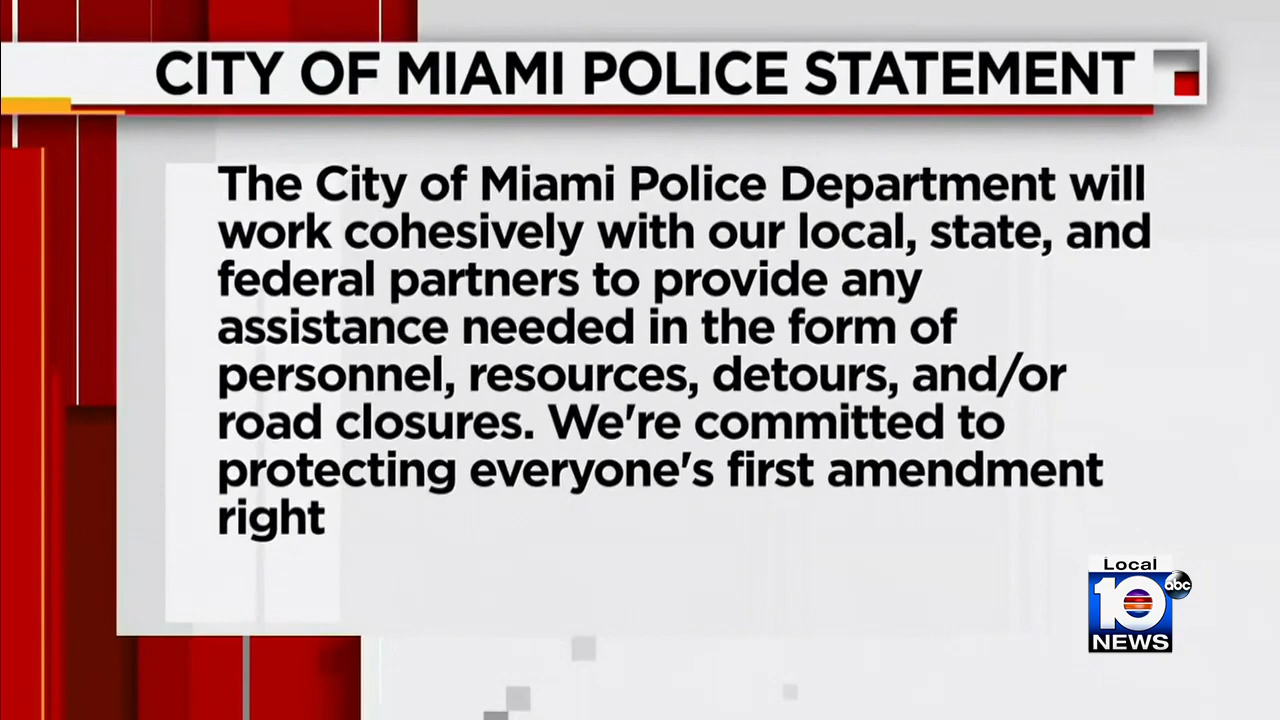 CITY OF MIAMI POLICE STATEMENT
The City of Miami Police Department will
work cohesively with our local, state, and
federal partners to provide any
assistance needed in the form of
personnel, resources, detours, and/or
road closures. We're committed to
protecting everyone's first amendment
right
Local
10 abc
NEWS